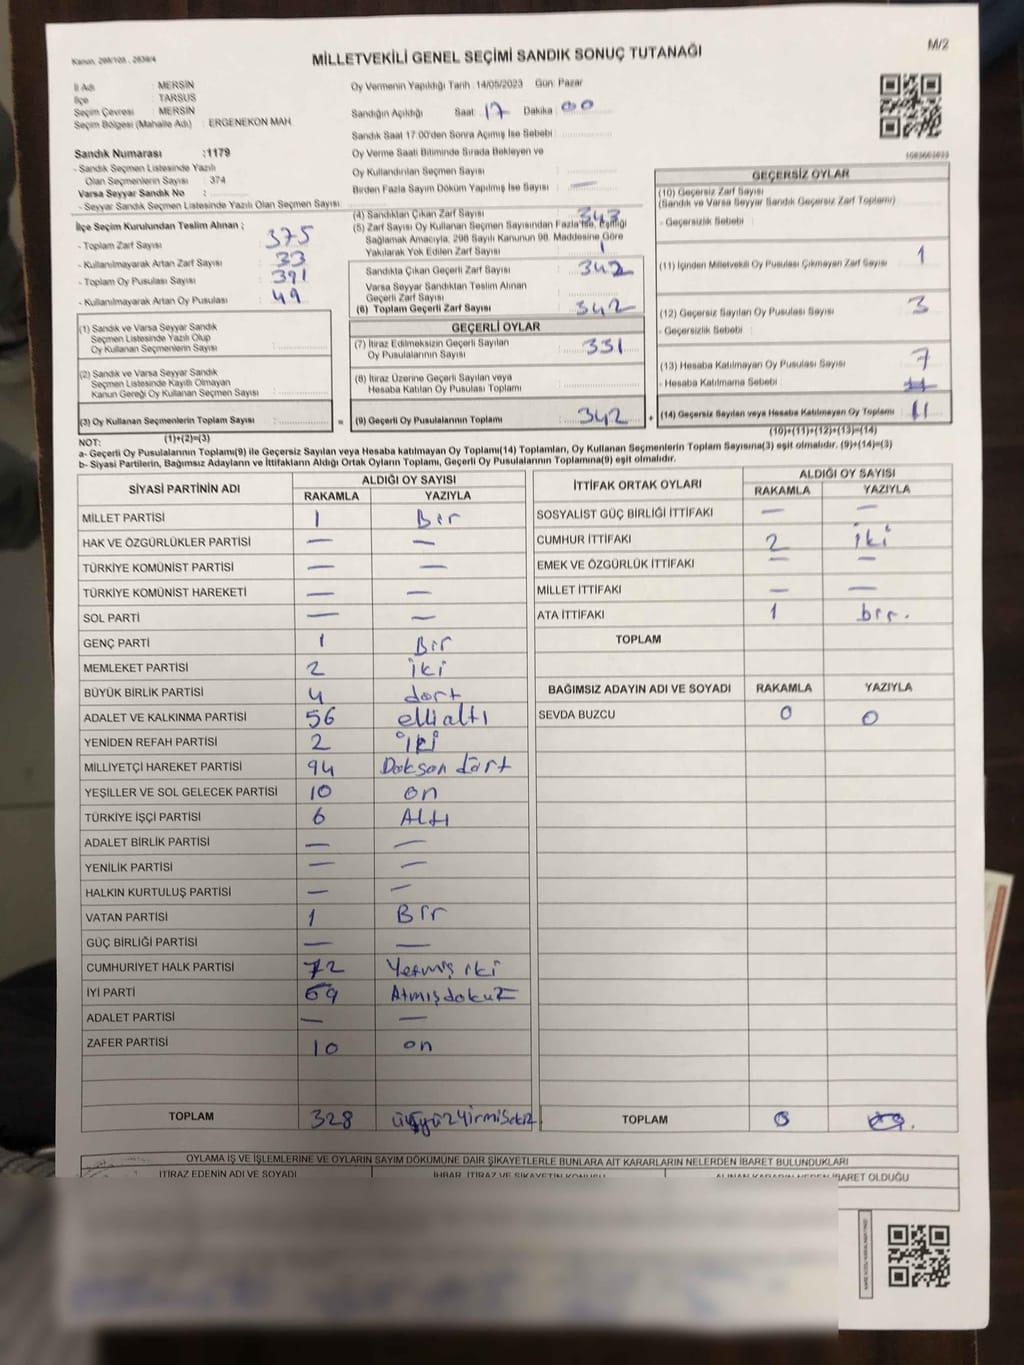 Kanun, 298/105 , 2839/4
MİLLETVEKİLİ GENEL SEÇİMİ SANDIK SONUÇ TUTANAĞI
M/2
İl Adı : MERSİN
İlçe : TARSUS
Seçim Çevresi : MERSİN
Seçim Bölgesi (Mahalle Adı) : ERGENEKON MAH.
Sandık Numarası :1179
- Sandık Seçmen Listesinde Yazılı
Olan Seçmenlerin Sayısı : 374
Varsa Seyyar Sandık No :
- Seyyar Sandık Seçmen Listesinde Yazılı Olan Seçmen Sayısı:
Oy Vermenin Yapıldığı Tarih :14/05/2023 Gün: Pazar
Sandığın Açıldığı Saat : 17 Dakika : 00
Sandık Saat 17.00'den Sonra Açılmış İse Sebebi :
Oy Verme Saati Bitiminde Sırada Bekleyen ve
Oy Kullandırılan Seçmen Sayısı :
Birden Fazla Sayım Döküm Yapılmış İse Sayısı : —
İlçe Seçim Kurulundan Teslim Alınan ;
- Toplam Zarf Sayısı : 375
- Kullanılmayarak Artan Zarf Sayısı : 33
- Toplam Oy Pusulası Sayısı : 391
- Kullanılmayarak Artan Oy Pusulası : 49
(1) Sandık ve Varsa Seyyar Sandık
Seçmen Listesinde Yazılı Olup
Oy Kullanan Seçmenlerin Sayısı :
(2) Sandık ve Varsa Seyyar Sandık
Seçmen Listesinde Kayıtlı Olmayan
Kanun Gereği Oy Kullanan Seçmen Sayısı :
(3) Oy Kullanan Seçmenlerin Toplam Sayısı :
(1)+(2)=(3)
(4) Sandıktan Çıkan Zarf Sayısı : 343
(5) Zarf Sayısı Oy Kullanan Seçmen Sayısından Fazla İse, Eşitliği
Sağlamak Amacıyla, 298 Sayılı Kanunun 98. Maddesine Göre
Yakılarak Yok Edilen Zarf Sayısı : 1
Sandıkta Çıkan Geçerli Zarf Sayısı : 342
Varsa Seyyar Sandıktan Teslim Alınan
Geçerli Zarf Sayısı :
(6) Toplam Geçerli Zarf Sayısı : 342
GEÇERLİ OYLAR
(7) İtiraz Edilmeksizin Geçerli Sayılan
Oy Pusulalarının Sayısı : 331
(8) İtiraz Üzerine Geçerli Sayılan veya
Hesaba Katılan Oy Pusulası Toplamı :
= (9) Geçerli Oy Pusulalarının Toplamı : 342 +
GEÇERSİZ OYLAR
(10) Geçersiz Zarf Sayısı
(Sandık ve Varsa Seyyar Sandık Geçersiz Zarf Toplamı)
- Geçersizlik Sebebi :
(11) İçinden Milletvekili Oy Pusulası Çıkmayan Zarf Sayısı : 1
(12) Geçersiz Sayılan Oy Pusulası Sayısı : 3
- Geçersizlik Sebebi :
(13) Hesaba Katılmayan Oy Pusulası Sayısı : 7
- Hesaba Katılmama Sebebi :
(14) Geçersiz Sayılan veya Hesaba Katılmayan Oy Toplamı : 11
(10)+(11)+(12)+(13)=(14)
NOT:
a- Geçerli Oy Pusulalarının Toplamı(9) ile Geçersiz Sayılan veya Hesaba katılmayan Oy Toplamı(14) Toplamları, Oy Kullanan Seçmenlerin Toplam Sayısına(3) eşit olmalıdır. (9)+(14)=(3)
b- Siyasi Partilerin, Bağımsız Adayların ve İttifakların Aldığı Ortak Oyların Toplamı, Geçerli Oy Pusulalarının Toplamına(9) eşit olmalıdır.
SİYASİ PARTİNİN ADI ALDIĞI OY SAYISI
RAKAMLA YAZIYLA
MİLLET PARTİSİ 1 Bir
HAK VE ÖZGÜRLÜKLER PARTİSİ — —
TÜRKİYE KOMÜNİST PARTİSİ — —
TÜRKİYE KOMÜNİST HAREKETİ — —
SOL PARTİ — —
GENÇ PARTİ 1 Bir
MEMLEKET PARTİSİ 2 iki
BÜYÜK BİRLİK PARTİSİ 4 dört
ADALET VE KALKINMA PARTİSİ 56 elli altı
YENİDEN REFAH PARTİSİ 2 iki
MİLLİYETÇİ HAREKET PARTİSİ 94 Doksan dört
YEŞİLLER VE SOL GELECEK PARTİSİ 10 on
TÜRKİYE İŞÇİ PARTİSİ 6 Altı
ADALET BİRLİK PARTİSİ — —
YENİLİK PARTİSİ — —
HALKIN KURTULUŞ PARTİSİ — —
VATAN PARTİSİ 1 Bir
GÜÇ BİRLİĞİ PARTİSİ — —
CUMHURİYET HALK PARTİSİ 72 Yetmiş iki
İYİ PARTİ 69 Atmışdokuz
ADALET PARTİSİ — —
ZAFER PARTİSİ 10 on
TOPLAM 328 üçyüzyirmisekiz
İTTİFAK ORTAK OYLARI ALDIĞI OY SAYISI
RAKAMLA YAZIYLA
SOSYALİST GÜÇ BİRLİĞİ İTTİFAKI — —
CUMHUR İTTİFAKI 2 iki
EMEK VE ÖZGÜRLÜK İTTİFAKI — —
MİLLET İTTİFAKI — —
ATA İTTİFAKI 1 bir.
TOPLAM
BAĞIMSIZ ADAYIN ADI VE SOYADI RAKAMLA YAZIYLA
SEVDA BUZCU 0 0
TOPLAM 0
OYLAMA İŞ VE İŞLEMLERİNE VE OYLARIN SAYIM DÖKÜMÜNE DAİR ŞİKAYETLERLE BUNLARA AİT KARARLARIN NELERDEN İBARET BULUNDUKLARI
İTİRAZ EDENİN ADI VE SOYADI İHBAR, İTİRAZ VE ŞİKAYETİN KONUSU ALINAN KARARIN NEDEN İBARET OLDUĞU